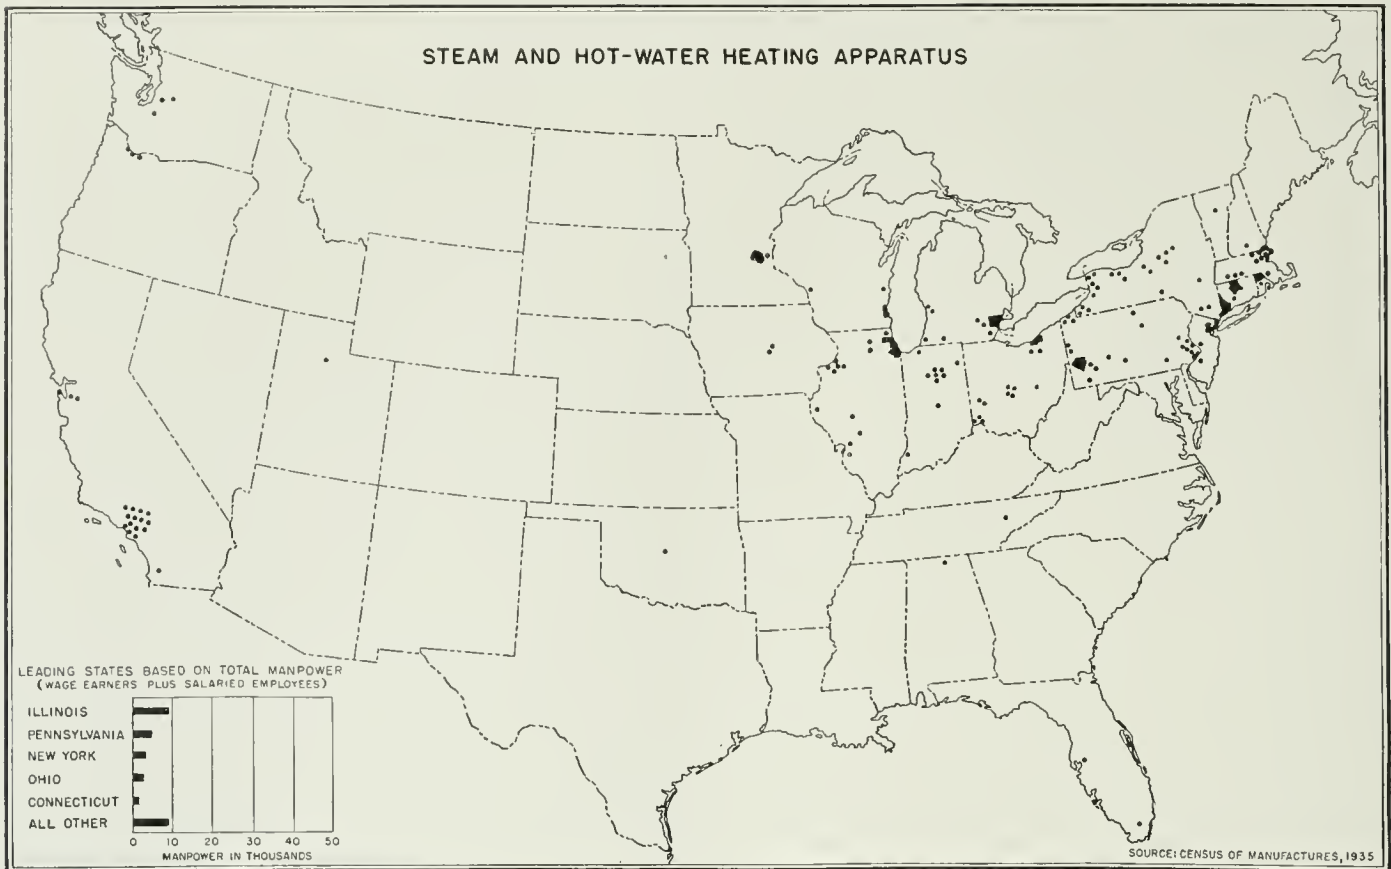 STEAM AND HOT-WATER HEATING APPARATUS
LEADING STATES BASED ON TOTAL MANPOWER
(WAGE EARNERS PLUS SALARIED EMPLOYEES)
ILLINOIS
PENNSYLVANIA
NEW YORK
OHIO
CONNECTICUT
ALL OTHER
0 10 20 30 40 50
MANPOWER IN THOUSANDS
SOURCE: CENSUS OF MANUFACTURES, 1935